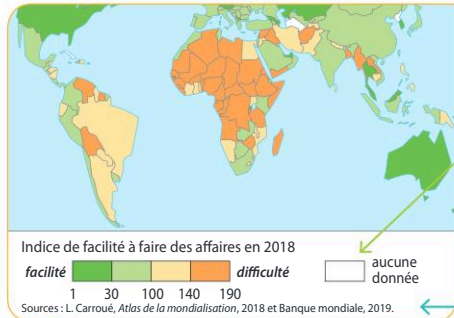 Indice de facilité à faire des affaires en 2018
facilité difficulté aucune donnée
1 30 100 140 190
Sources : L. Carroué, Atlas de la mondialisation, 2018 et Banque mondiale, 2019.